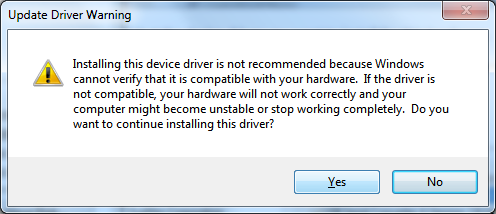 Update Driver Warning
Installing this device driver is not recommended because Windows
cannot verify that it is compatible with your hardware.  If the driver
is not compatible, your hardware will not work correctly and your
computer might become unstable or stop working completely.  Do you
want to continue installing this driver?
Yes
No